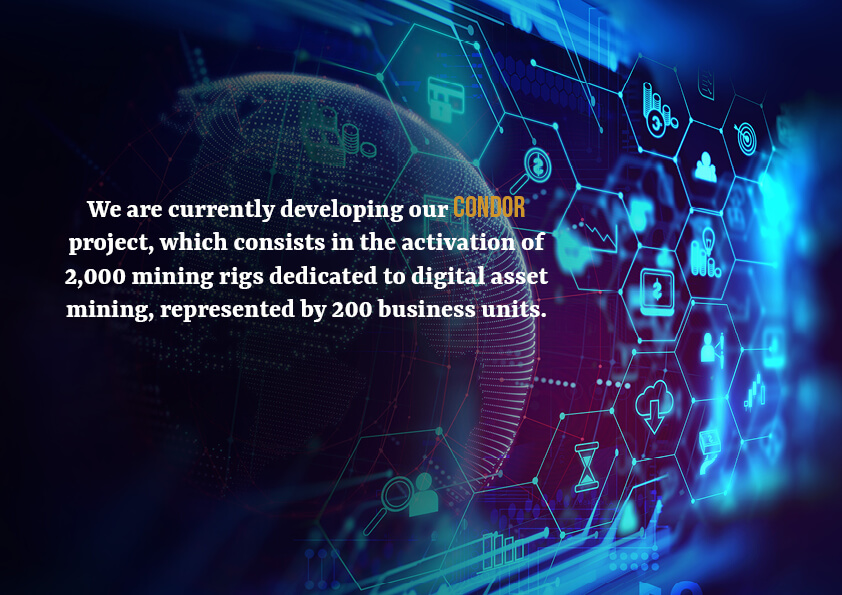 We are currently developing our CONDOR
project, which consists in the activation of
2,000 mining rigs dedicated to digital asset
mining, represented by 200 business units.